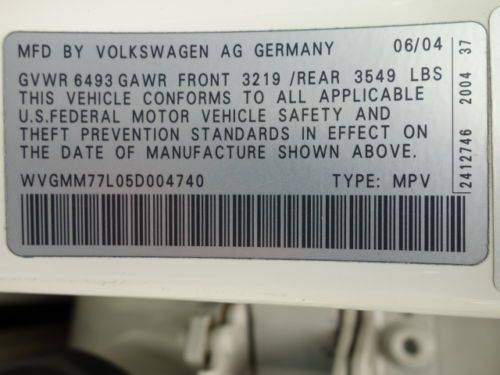 MFD BY VOLKSWAGEN AG GERMANY 06/04
GVWR 6493 GAWR FRONT 3219 /REAR 3549 LBS
THIS VEHICLE CONFORMS TO ALL APPLICABLE
U.S.FEDERAL MOTOR VEHICLE SAFETY AND
THEFT PREVENTION STANDARDS IN EFFECT ON
THE DATE OF MANUFACTURE SHOWN ABOVE.
WVGMM77L05D004740 TYPE: MPV
2412746 2004 37